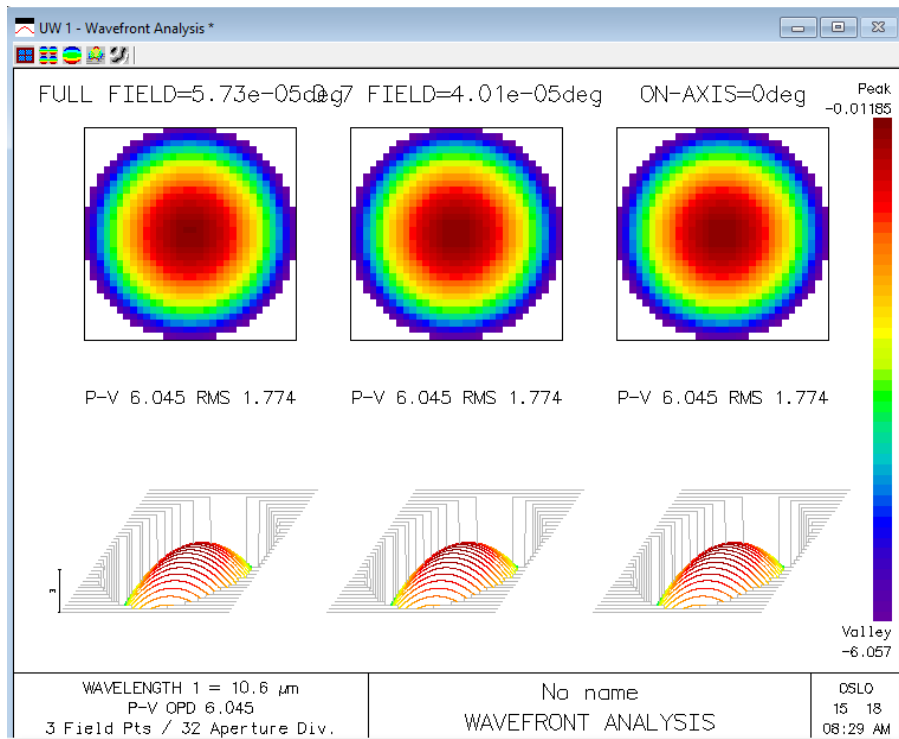 UW 1 - Wavefront Analysis *
FULL FIELD=5.73e-05deg 0.7 FIELD=4.01e-05deg ON-AXIS=0deg
Peak
-0.01185
P-V 6.045 RMS 1.774 P-V 6.045 RMS 1.774 P-V 6.045 RMS 1.774
3
Valley
-6.057
WAVELENGTH 1 = 10.6 µm
P-V OPD 6.045
3 Field Pts / 32 Aperture Div.
No name
WAVEFRONT ANALYSIS
OSLO
15 18
08:29 AM